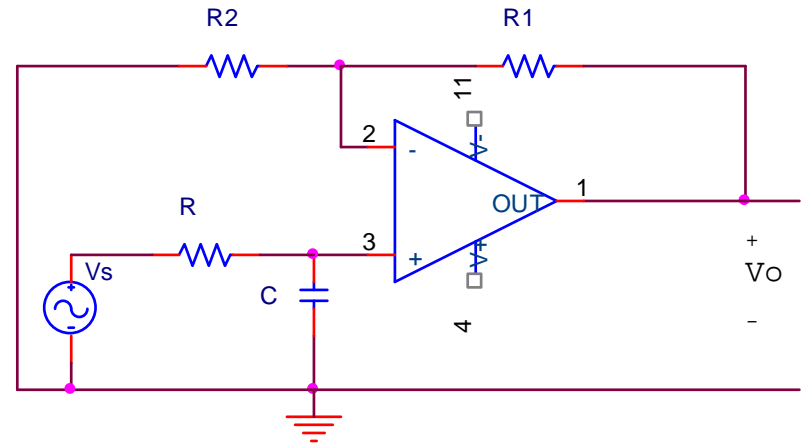 R2
R1
11
2
-
V-
R
OUT
1
3
+
V+
Vs
+
-
C
4
+
Vo
-